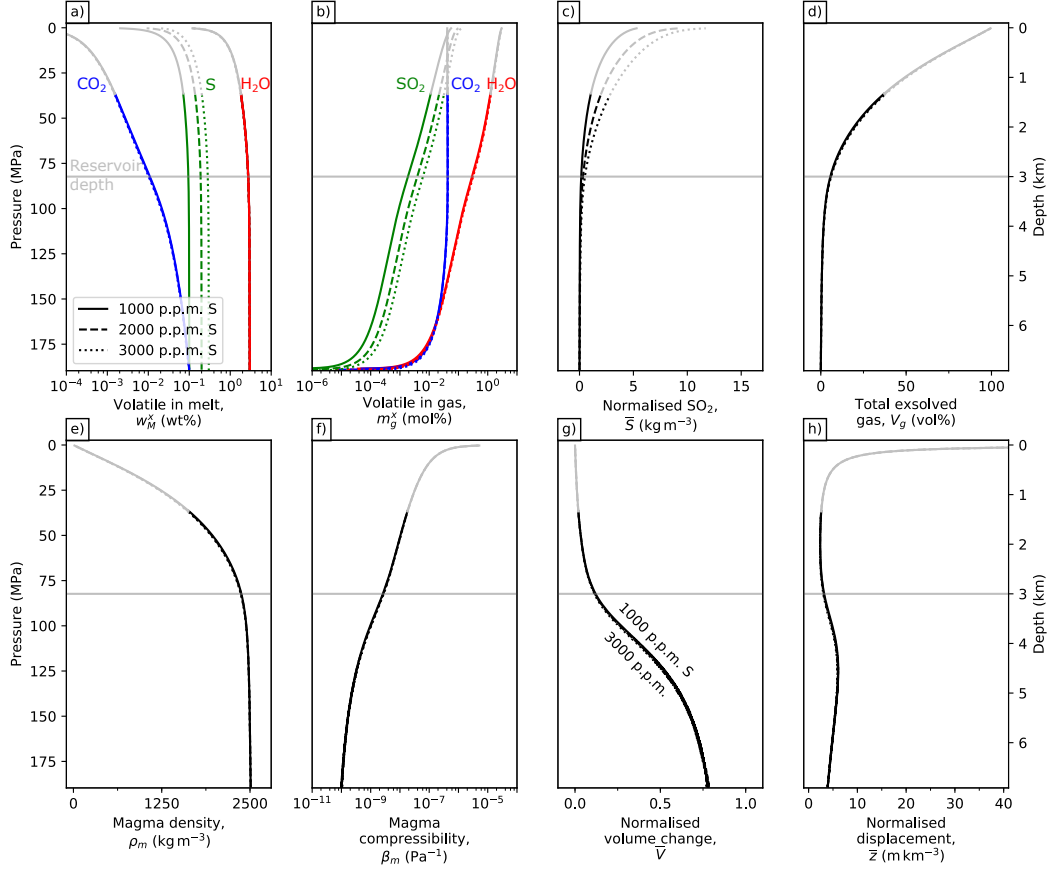 a)
b)
c)
d)
0
25
50
75
100
125
150
175
Pressure (MPa)
CO₂
S
H₂O
Reservoir
depth
1000 p.p.m. S
2000 p.p.m. S
3000 p.p.m. S
10⁻⁴ 10⁻³ 10⁻² 10⁻¹ 10⁰ 10¹
Volatile in melt,
w_M^x (wt%)
SO₂
CO₂
H₂O
10⁻⁶ 10⁻⁴ 10⁻² 10⁰
Volatile in gas,
m_g^x (mol%)
0 5 10 15
Normalised SO₂,
S̅ (kg m⁻³)
0 50 100
Total exsolved
gas, V_g (vol%)
0
1
2
3
4
5
6
Depth (km)
e)
f)
g)
h)
0
25
50
75
100
125
150
175
Pressure (MPa)
0 1250 2500
Magma density,
ρ_m (kg m⁻³)
10⁻¹¹ 10⁻⁹ 10⁻⁷ 10⁻⁵
Magma
compressibility,
β_m (Pa⁻¹)
1000 p.p.m. S
3000 p.p.m.
0.0 0.5 1.0
Normalised
volume change,
V̅
0 10 20 30 40
Normalised
displacement,
z̅ (m km⁻³)
0
1
2
3
4
5
6
Depth (km)